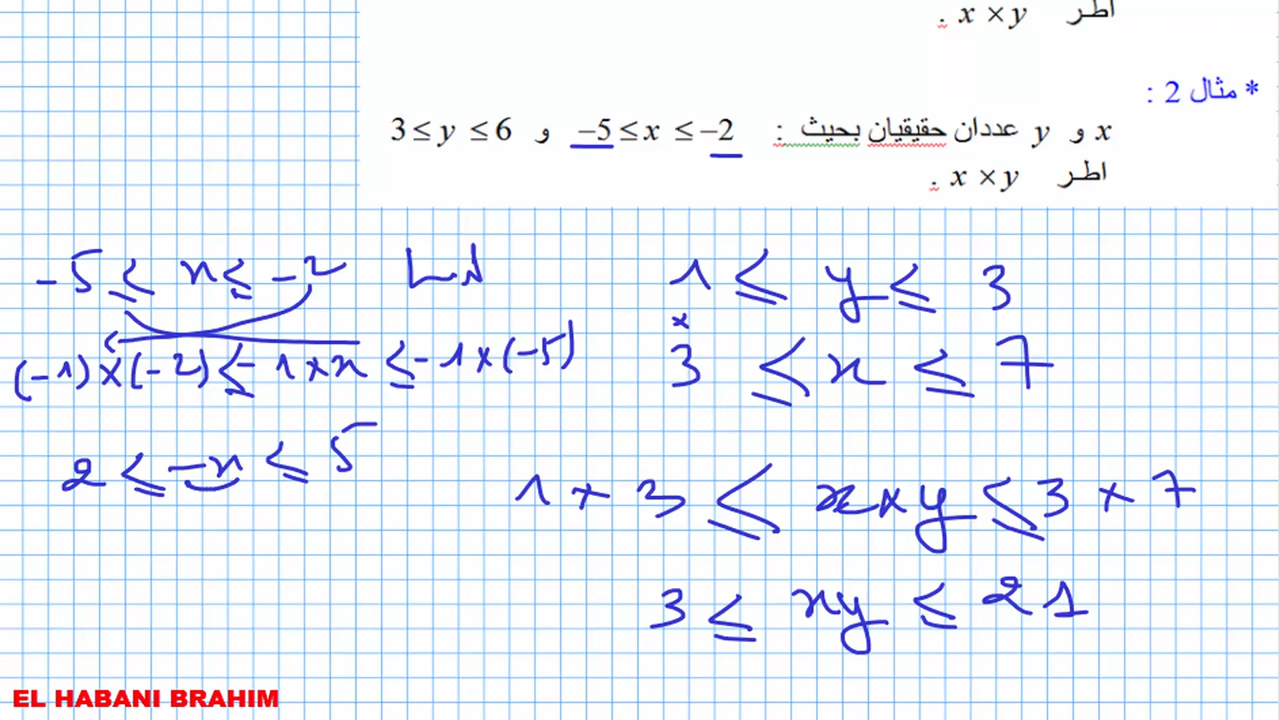 اطر x × y .
* مثال 2 :
x و y عددان حقيقيان بحيث : −5 ≤ x ≤ −2 و 3 ≤ y ≤ 6
اطر x × y .
-5 ≤ x ≤ -2 لدينا
(-1)×(-2) ≤ -1×x ≤ -1×(-5)
2 ≤ -x ≤ 5
1 ≤ y ≤ 3
×
3 ≤ x ≤ 7
1 × 3 ≤ x×y ≤ 3 × 7
3 ≤ xy ≤ 21
EL HABANI BRAHIM